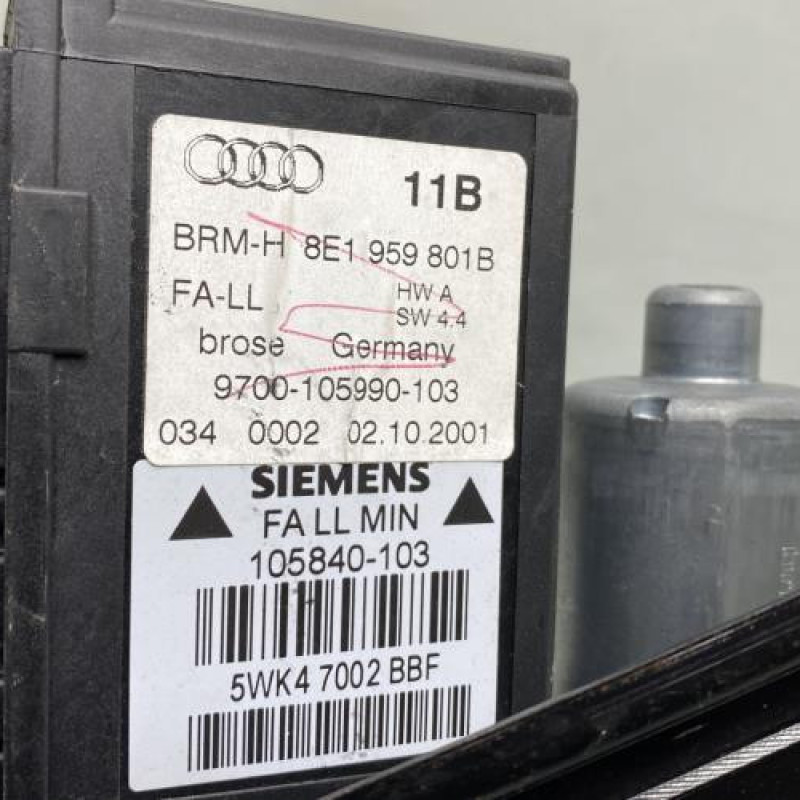 11B
BRM-H 8E1 959 801B
FA-LL HW A
SW 4.4
brose Germany
9700-105990-103
034 0002 02.10.2001
SIEMENS
FA LL MIN
105840-103
5WK4 7002 BBF